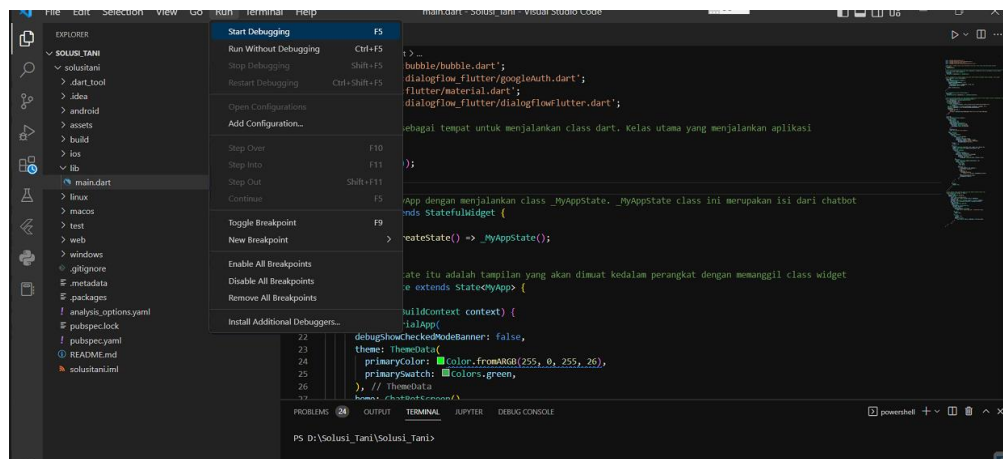 File Edit Selection View Go Run Terminal Help
main.dart - Solusi_Tani - Visual Studio Code
EXPLORER
SOLUSI_TANI
solusitani
.dart_tool
.idea
android
assets
build
ios
lib
main.dart
linux
macos
test
web
windows
.gitignore
.metadata
.packages
analysis_options.yaml
pubspec.lock
pubspec.yaml
README.md
solusitani.iml
Start Debugging F5
Run Without Debugging Ctrl+F5
Stop Debugging Shift+F5
Restart Debugging Ctrl+Shift+F5
Open Configurations
Add Configuration...
Step Over F10
Step Into F11
Step Out Shift+F11
Continue F5
Toggle Breakpoint F9
New Breakpoint
Enable All Breakpoints
Disable All Breakpoints
Remove All Breakpoints
Install Additional Debuggers...
bubble/bubble.dart';
dialogflow_flutter/googleAuth.dart';
flutter/material.dart';
dialogflow_flutter/dialogflowFlutter.dart';
sebagai tempat untuk menjalankan class dart. Kelas utama yang menjalankan aplikasi
);
yApp dengan menjalankan class _MyAppState. _MyAppState class ini merupakan isi dari chatbot
ends StatefulWidget {
reateState() => _MyAppState();
tate itu adalah tampilan yang akan dimuat kedalam perangkat dengan memanggil class widget
e extends State<MyApp> {
uildContext context) {
rialApp(
22 debugShowCheckedModeBanner: false,
23 theme: ThemeData(
24 primaryColor: Color.fromARGB(255, 0, 255, 26),
25 primarySwatch: Colors.green,
26 ), // ThemeData
27 home: ChatBotScreen()
PROBLEMS 24 OUTPUT TERMINAL JUPYTER DEBUG CONSOLE
powershell
PS D:\Solusi_Tani\Solusi_Tani>